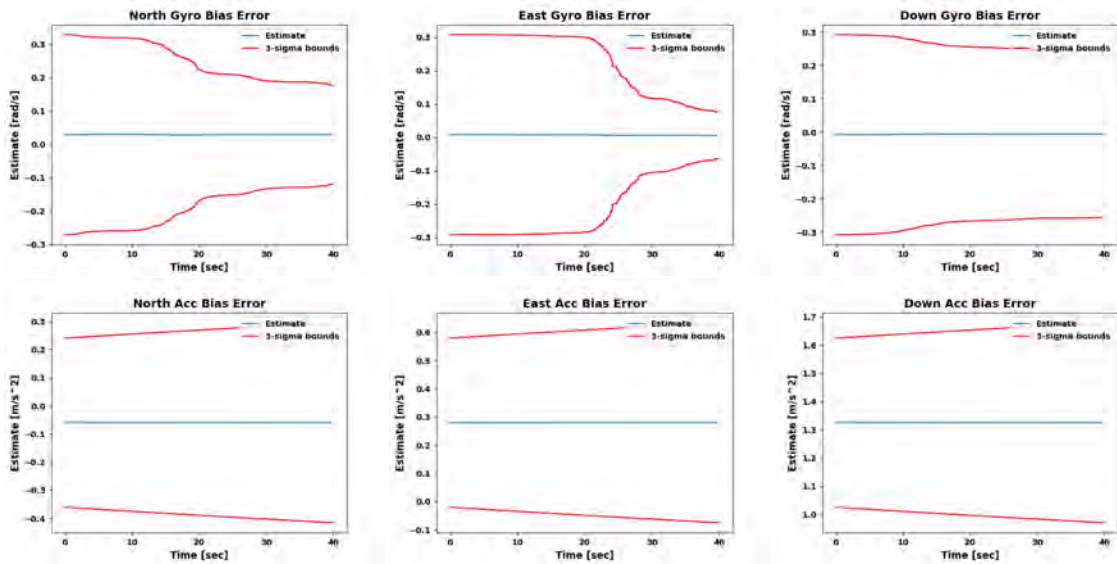 North Gyro Bias Error
Estimate
3-sigma bounds
Estimate [rad/s]
0.3
0.2
0.1
0.0
−0.1
−0.2
−0.3
0 10 20 30 40
Time [sec]
East Gyro Bias Error
Estimate
3-sigma bounds
Estimate [rad/s]
0.3
0.2
0.1
0.0
−0.1
−0.2
−0.3
0 10 20 30 40
Time [sec]
Down Gyro Bias Error
Estimate
3-sigma bounds
Estimate [rad/s]
0.3
0.2
0.1
0.0
−0.1
−0.2
−0.3
0 10 20 30 40
Time [sec]
North Acc Bias Error
Estimate
3-sigma bounds
Estimate [m/s^2]
0.3
0.2
0.1
0.0
−0.1
−0.2
−0.3
−0.4
0 10 20 30 40
Time [sec]
East Acc Bias Error
Estimate
3-sigma bounds
Estimate [m/s^2]
0.6
0.5
0.4
0.3
0.2
0.1
0.0
−0.1
0 10 20 30 40
Time [sec]
Down Acc Bias Error
Estimate
3-sigma bounds
Estimate [m/s^2]
1.7
1.6
1.5
1.4
1.3
1.2
1.1
1.0
0 10 20 30 40
Time [sec]